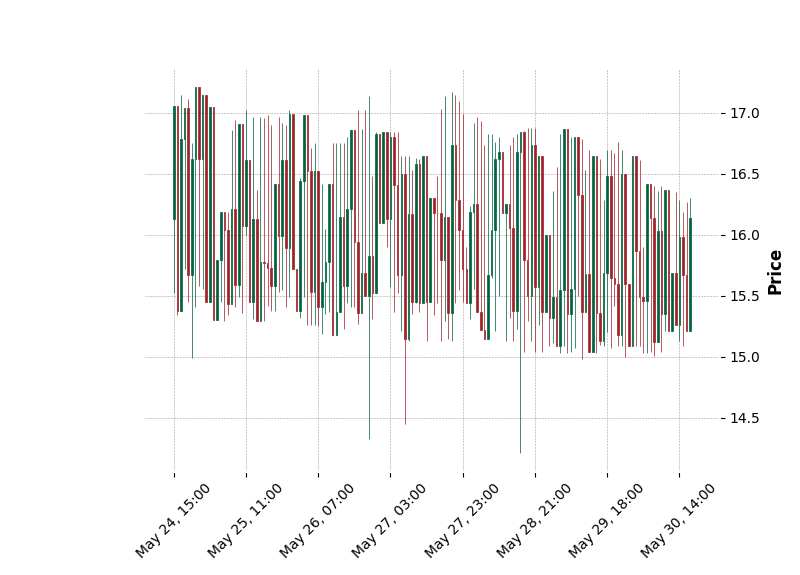 17.0
16.5
16.0
15.5
15.0
14.5
Price
May 24, 15:00
May 25, 11:00
May 26, 07:00
May 27, 03:00
May 27, 23:00
May 28, 21:00
May 29, 18:00
May 30, 14:00